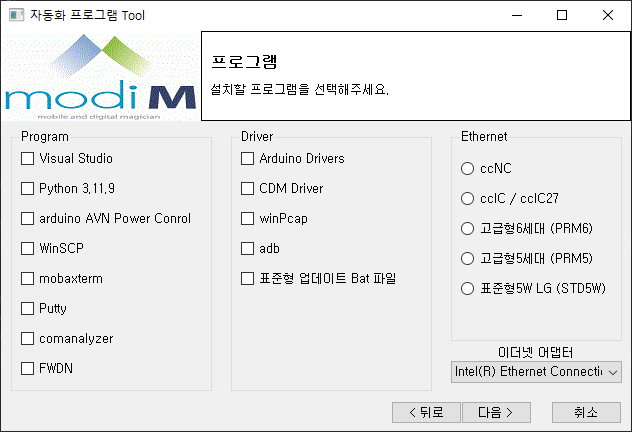 자동화 프로그램 Tool
modi M
mobile and digital magician
프로그램
설치할 프로그램을 선택해주세요.
Program
Visual Studio
Python 3.11.9
arduino AVN Power Conrol
WinSCP
mobaxterm
Putty
comanalyzer
FWDN
Driver
Arduino Drivers
CDM Driver
winPcap
adb
표준형 업데이트 Bat 파일
Ethernet
ccNC
ccIC / ccIC27
고급형6세대 (PRM6)
고급형5세대 (PRM5)
표준형5W LG (STD5W)
이더넷 어댑터
Intel(R) Ethernet Connectic
< 뒤로
다음 >
취소